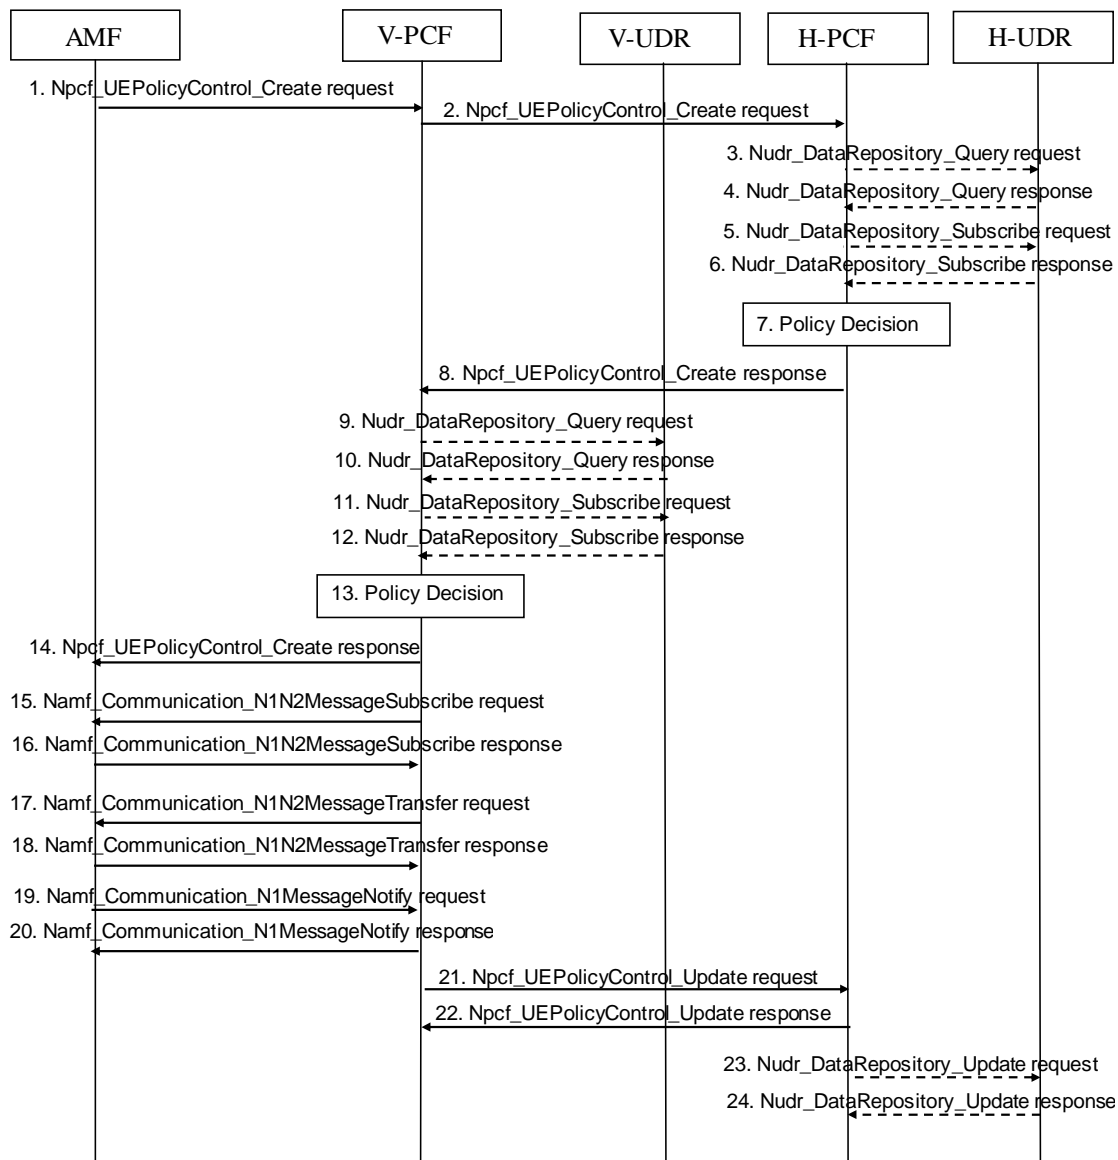 AMF
V-PCF
V-UDR
H-PCF
H-UDR
1. Npcf_UEPolicyControl_Create request
2. Npcf_UEPolicyControl_Create request
3. Nudr_DataRepository_Query request
4. Nudr_DataRepository_Query response
5. Nudr_DataRepository_Subscribe request
6. Nudr_DataRepository_Subscribe response
7. Policy Decision
8. Npcf_UEPolicyControl_Create response
9. Nudr_DataRepository_Query request
10. Nudr_DataRepository_Query response
11. Nudr_DataRepository_Subscribe request
12. Nudr_DataRepository_Subscribe response
13. Policy Decision
14. Npcf_UEPolicyControl_Create response
15. Namf_Communication_N1N2MessageSubscribe request
16. Namf_Communication_N1N2MessageSubscribe response
17. Namf_Communication_N1N2MessageTransfer request
18. Namf_Communication_N1N2MessageTransfer response
19. Namf_Communication_N1MessageNotify request
20. Namf_Communication_N1MessageNotify response
21. Npcf_UEPolicyControl_Update request
22. Npcf_UEPolicyControl_Update response
23. Nudr_DataRepository_Update request
24. Nudr_DataRepository_Update response